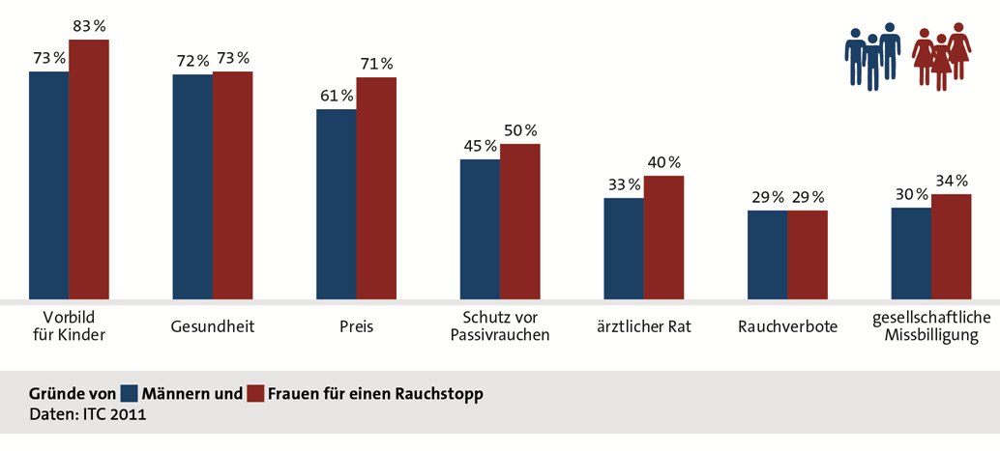 83 %
73 %
72 % 73 %
71 %
61 %
50 %
45 %
40 %
33 %
29 % 29 %
34 %
30 %
Vorbild
für Kinder
Gesundheit
Preis
Schutz vor
Passivrauchen
ärztlicher Rat
Rauchverbote
gesellschaftliche
Missbilligung
Gründe von Männern und Frauen für einen Rauchstopp
Daten: ITC 2011